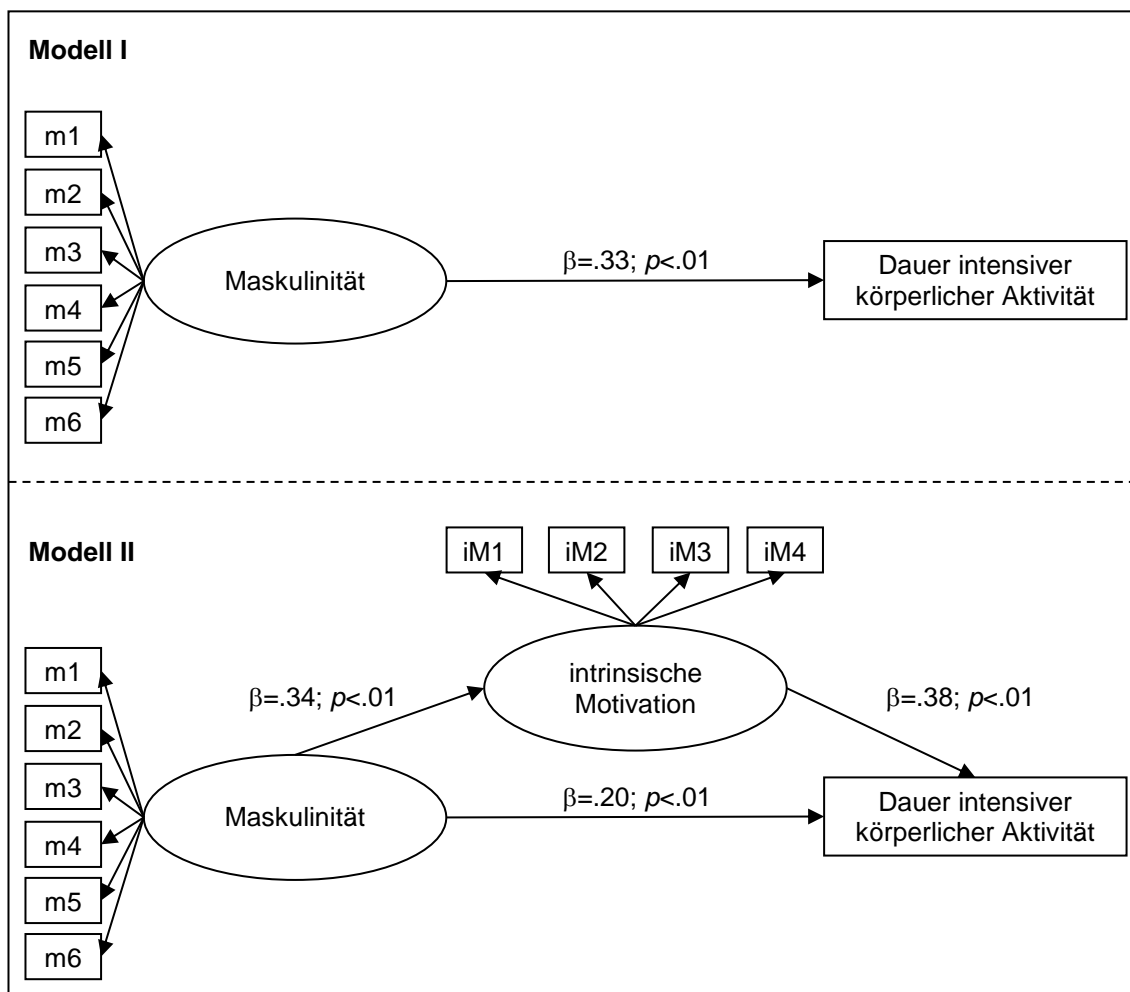 Modell I
m1
m2
m3
m4
m5
m6
Maskulinität
β=.33; p<.01
Dauer intensiver
körperlicher Aktivität
Modell II
iM1
iM2
iM3
iM4
m1
m2
m3
m4
m5
m6
β=.34; p<.01
intrinsische
Motivation
β=.38; p<.01
Maskulinität
β=.20; p<.01
Dauer intensiver
körperlicher Aktivität